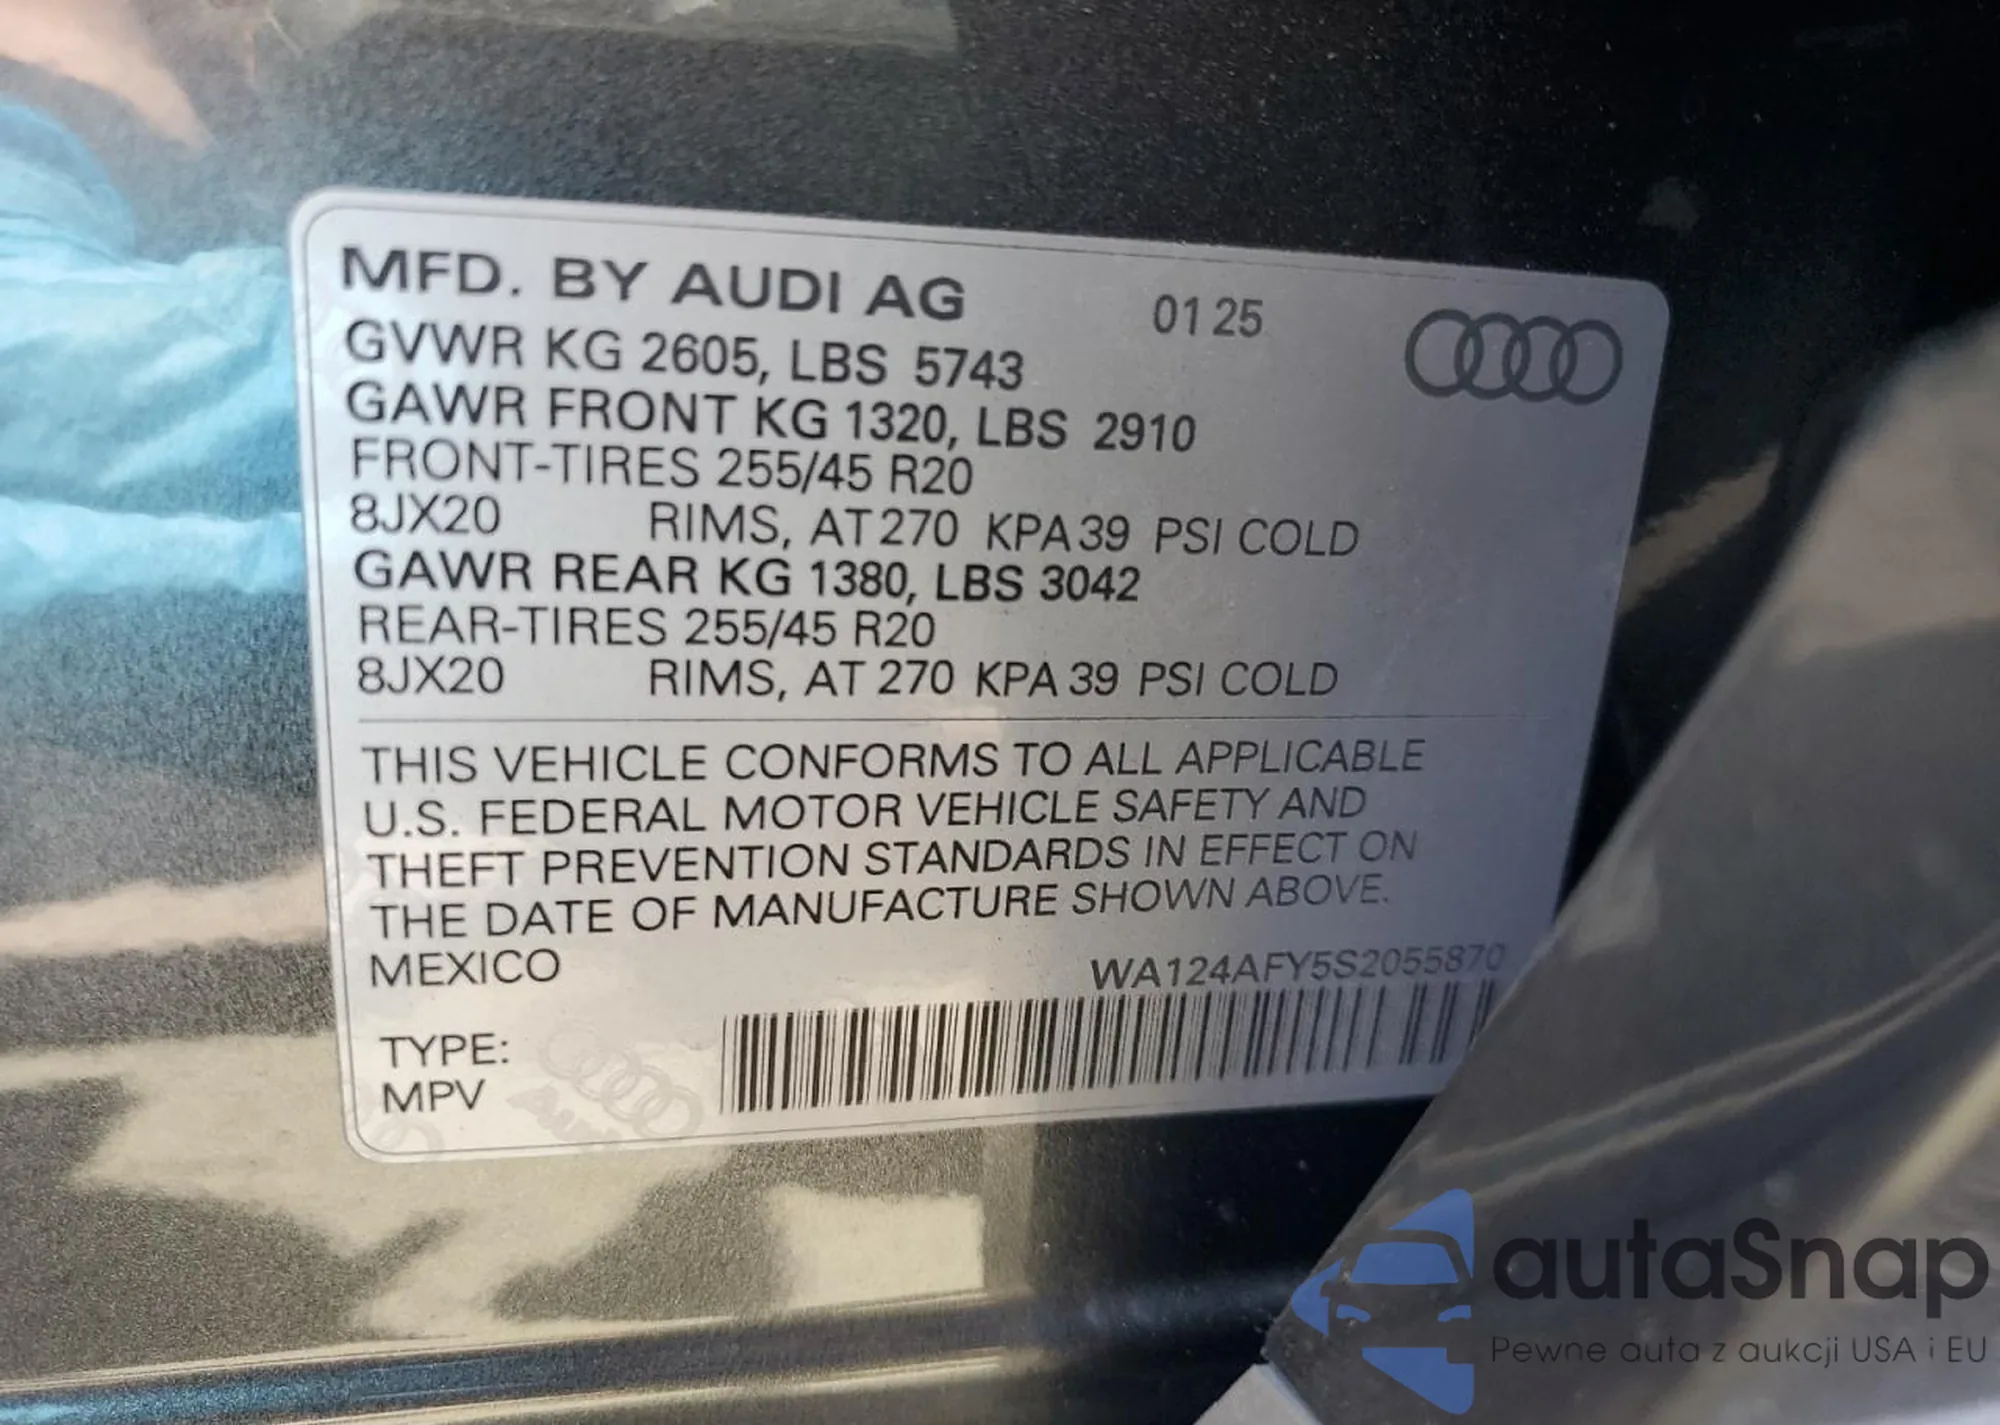 MFD. BY AUDI AG 01 25
GVWR KG 2605, LBS 5743
GAWR FRONT KG 1320, LBS 2910
FRONT-TIRES 255/45 R20
8JX20 RIMS, AT 270 KPA 39 PSI COLD
GAWR REAR KG 1380, LBS 3042
REAR-TIRES 255/45 R20
8JX20 RIMS, AT 270 KPA 39 PSI COLD
THIS VEHICLE CONFORMS TO ALL APPLICABLE
U.S. FEDERAL MOTOR VEHICLE SAFETY AND
THEFT PREVENTION STANDARDS IN EFFECT ON
THE DATE OF MANUFACTURE SHOWN ABOVE.
MEXICO WA124AFY5S2055870
TYPE:
MPV
autaSnap
Pewne auta z aukcji USA i EU